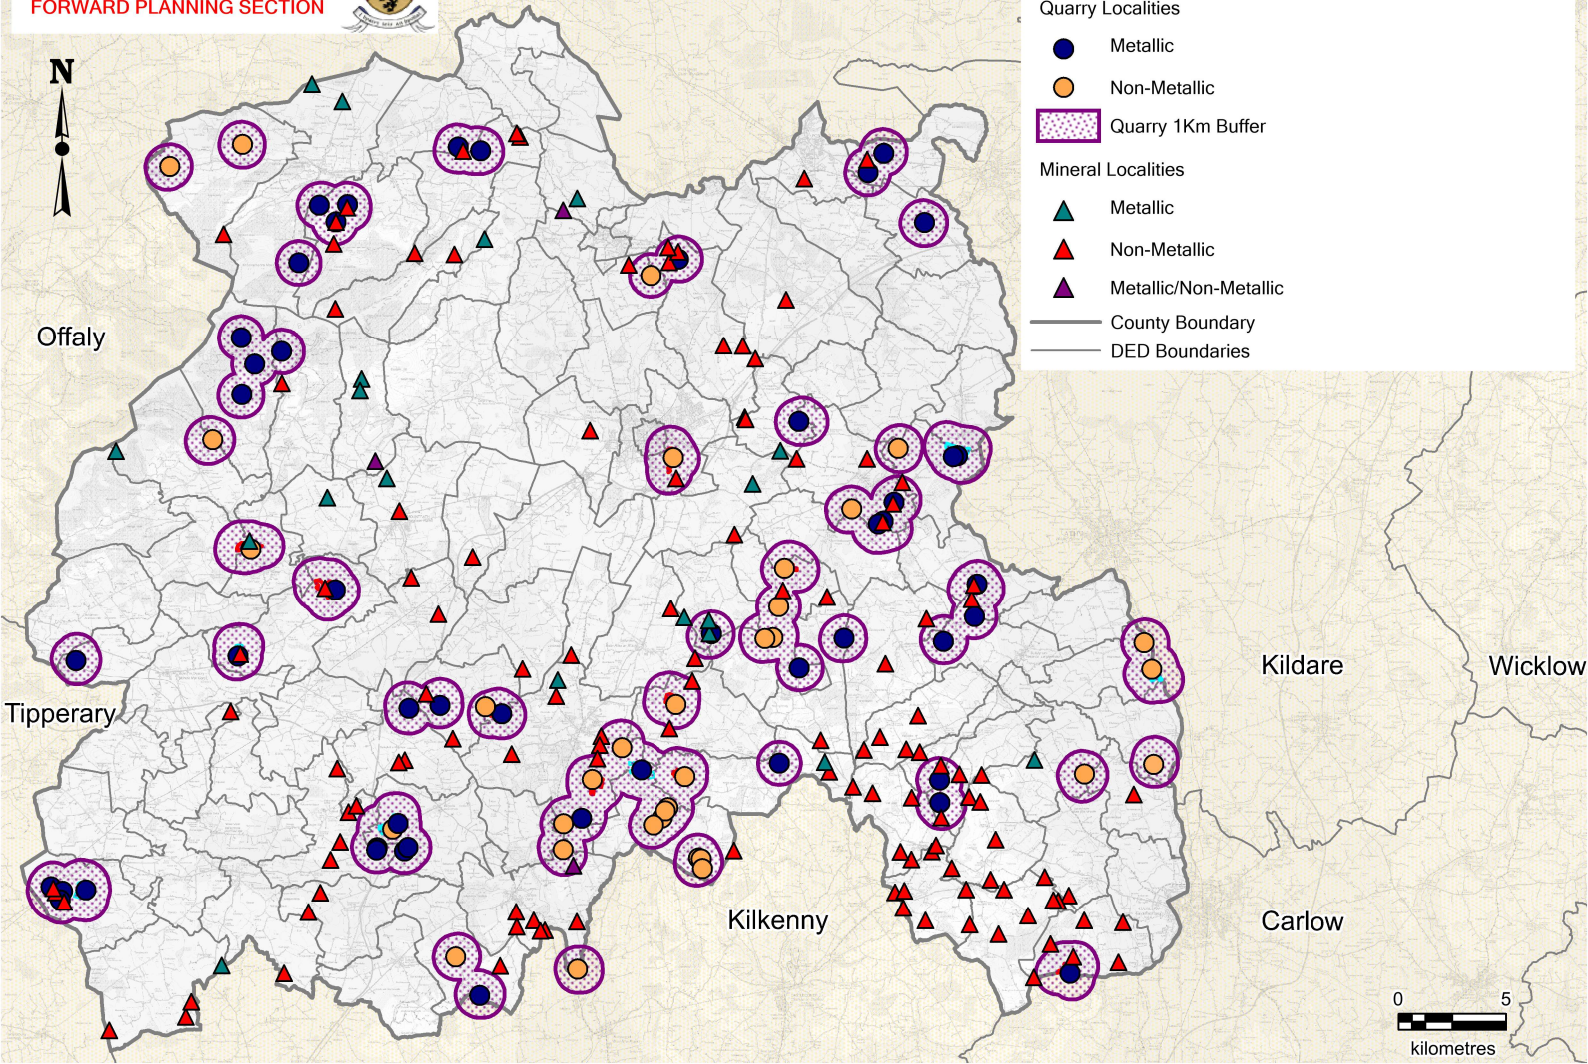 FORWARD PLANNING SECTION
N
Quarry Localities
Metallic
Non-Metallic
Quarry 1Km Buffer
Mineral Localities
Metallic
Non-Metallic
Metallic/Non-Metallic
County Boundary
DED Boundaries
Offaly
Kildare
Wicklow
Tipperary
Kilkenny
Carlow
0 5
kilometres